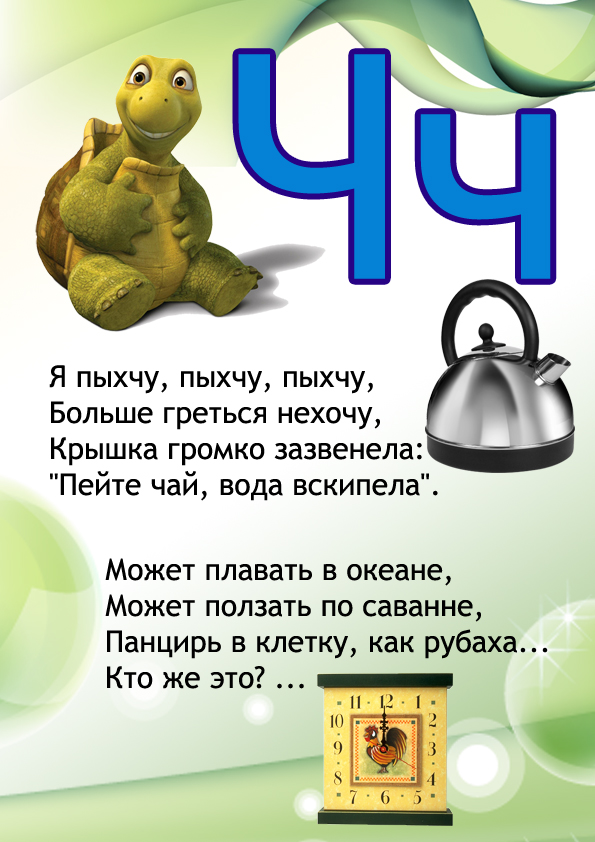 Чч
Я пыхчу, пыхчу, пыхчу,
Больше греться нехочу,
Крышка громко зазвенела:
"Пейте чай, вода вскипела".
Может плавать в океане,
Может ползать по саванне,
Панцирь в клетку, как рубаха...
Кто же это? ...
11 12 1
10 2
9 3
8 4
7 6 5